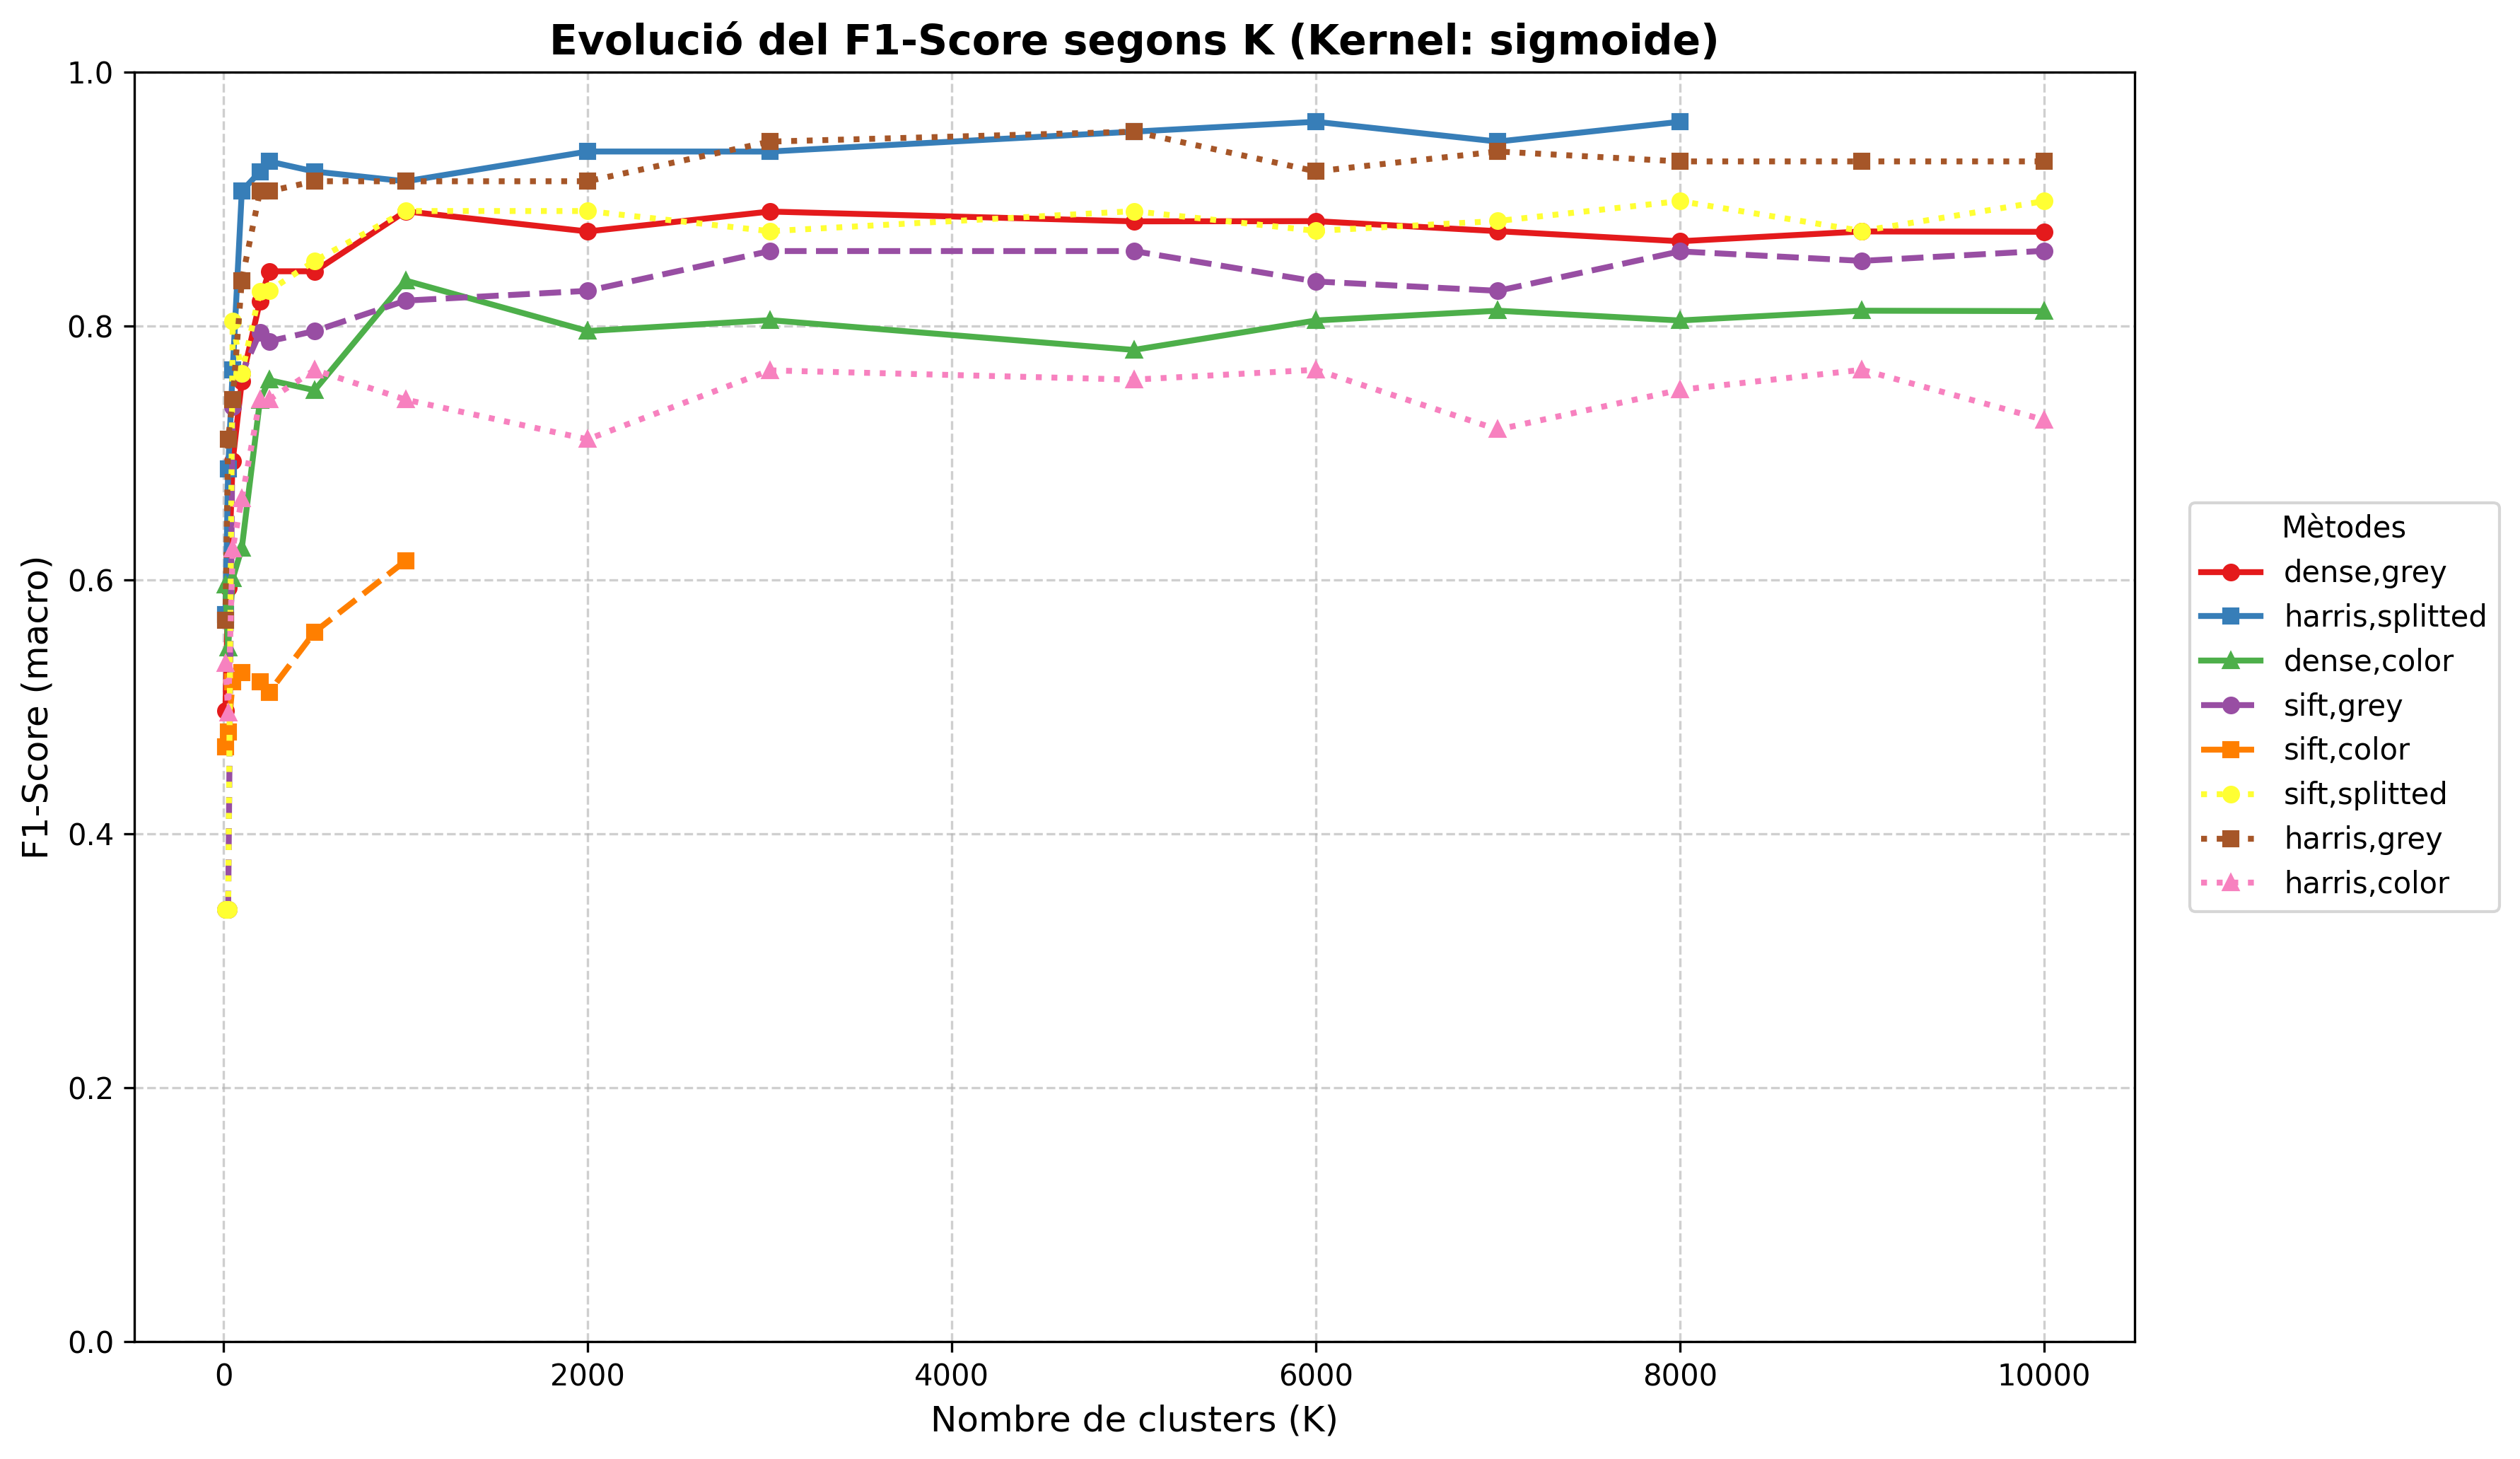 Evolució del F1-Score segons K (Kernel: sigmoide)
1.0
0.8
0.6
0.4
0.2
0.0
F1-Score (macro)
0 2000 4000 6000 8000 10000
Nombre de clusters (K)
Mètodes
dense,grey
harris,splitted
dense,color
sift,grey
sift,color
sift,splitted
harris,grey
harris,color